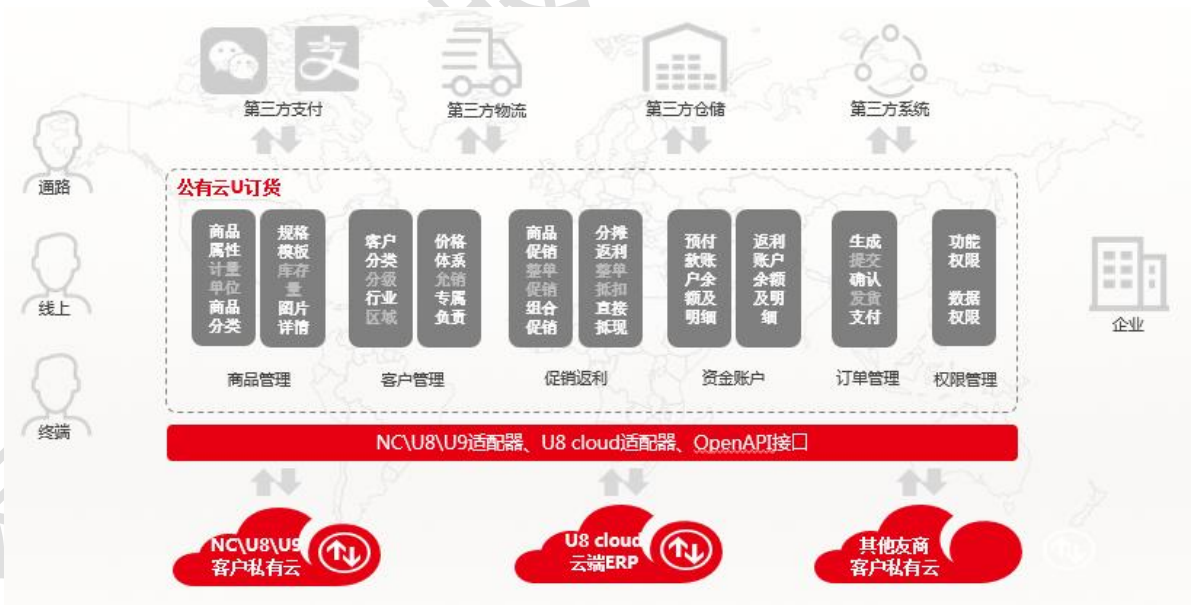 支
第三方支付
第三方物流
第三方仓储
第三方系统
通路
线上
终端
企业
公有云U订货
商品
属性
计量
单位
商品
分类
规格
模板
库存
量
图片
详情
客户
分类
分级
行业
区域
价格
体系
允销
专属
负责
商品
促销
整单
促销
组合
促销
分摊
返利
整单
抵扣
直接
抵现
预付
款账
户余
额及
明细
返利
账户
余额
及明
细
生成
提交
确认
发货
支付
功能
权限
数据
权限
商品管理
客户管理
促销返利
资金账户
订单管理
权限管理
NC\U8\U9适配器、U8 cloud适配器、OpenAPI接口
NC\U8\U9
客户私有云
U8 cloud
云端ERP
其他友商
客户私有云